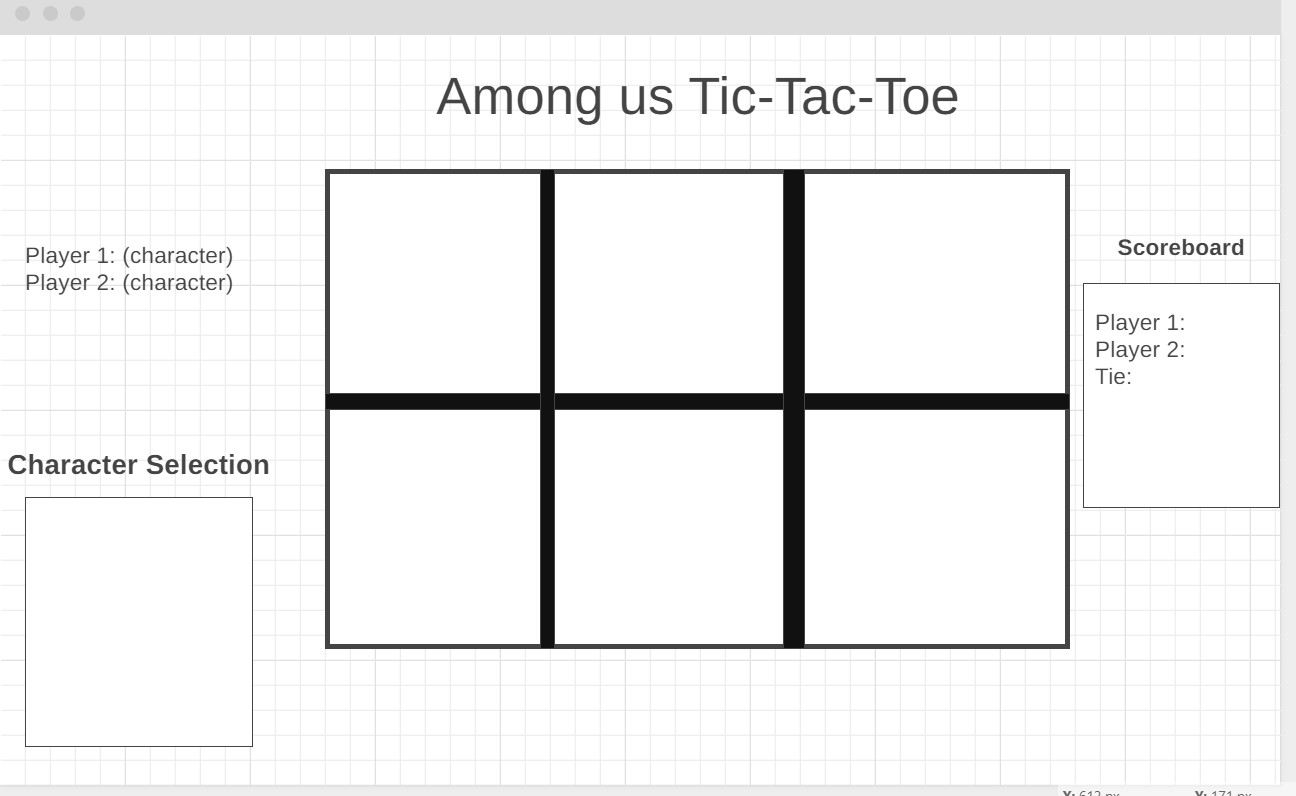 Among us Tic-Tac-Toe
Player 1: (character)
Player 2: (character)
Scoreboard
Player 1:
Player 2:
Tie:
Character Selection
X: 612 px
Y: 171 px